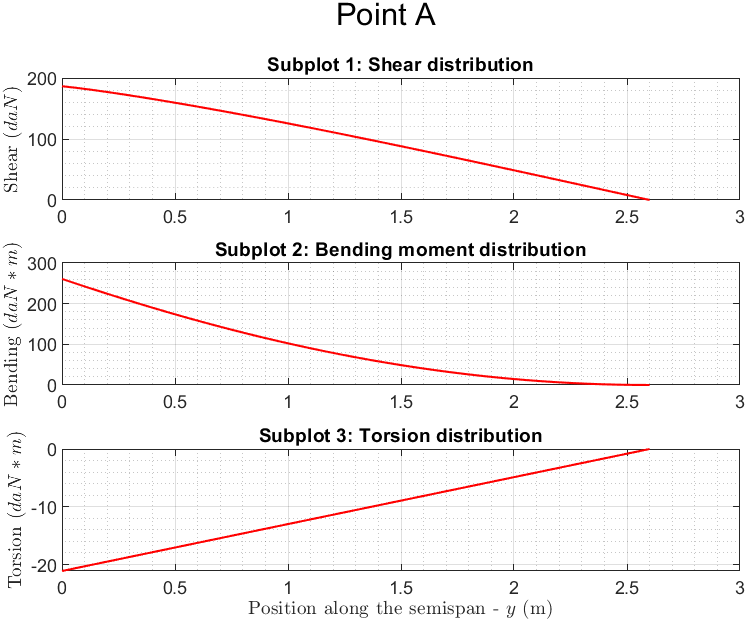 Point A
Subplot 1: Shear distribution
Shear (daN)
200
100
0
0 0.5 1 1.5 2 2.5 3
Subplot 2: Bending moment distribution
Bending (daN * m)
300
200
100
0
0 0.5 1 1.5 2 2.5 3
Subplot 3: Torsion distribution
Torsion (daN * m)
0
-10
-20
0 0.5 1 1.5 2 2.5 3
Position along the semispan - y (m)